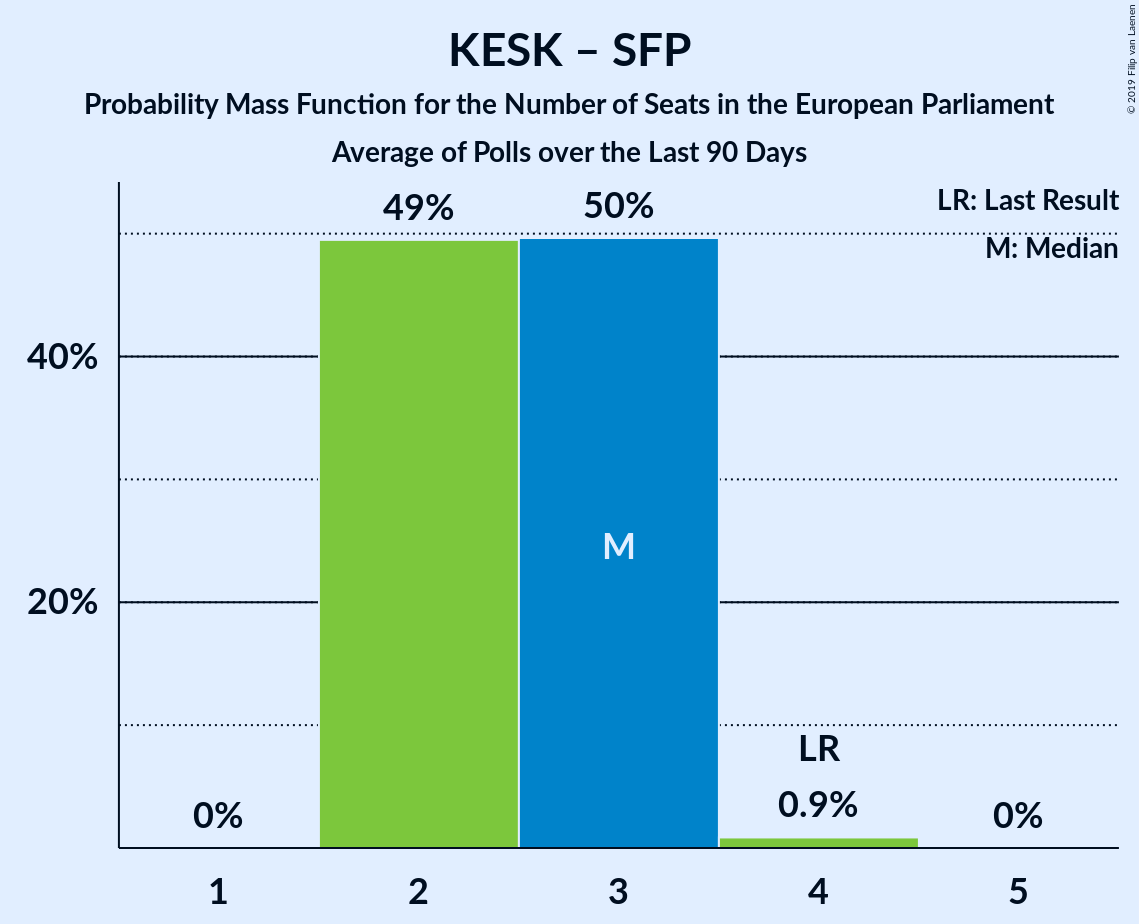 KESK – SFP
Probability Mass Function for the Number of Seats in the European Parliament
Average of Polls over the Last 90 Days
© 2019 Filip van Laenen
LR: Last Result
M: Median
49%
50%
40%
20%
M
LR
0%
0.9%
0%
1
2
3
4
5